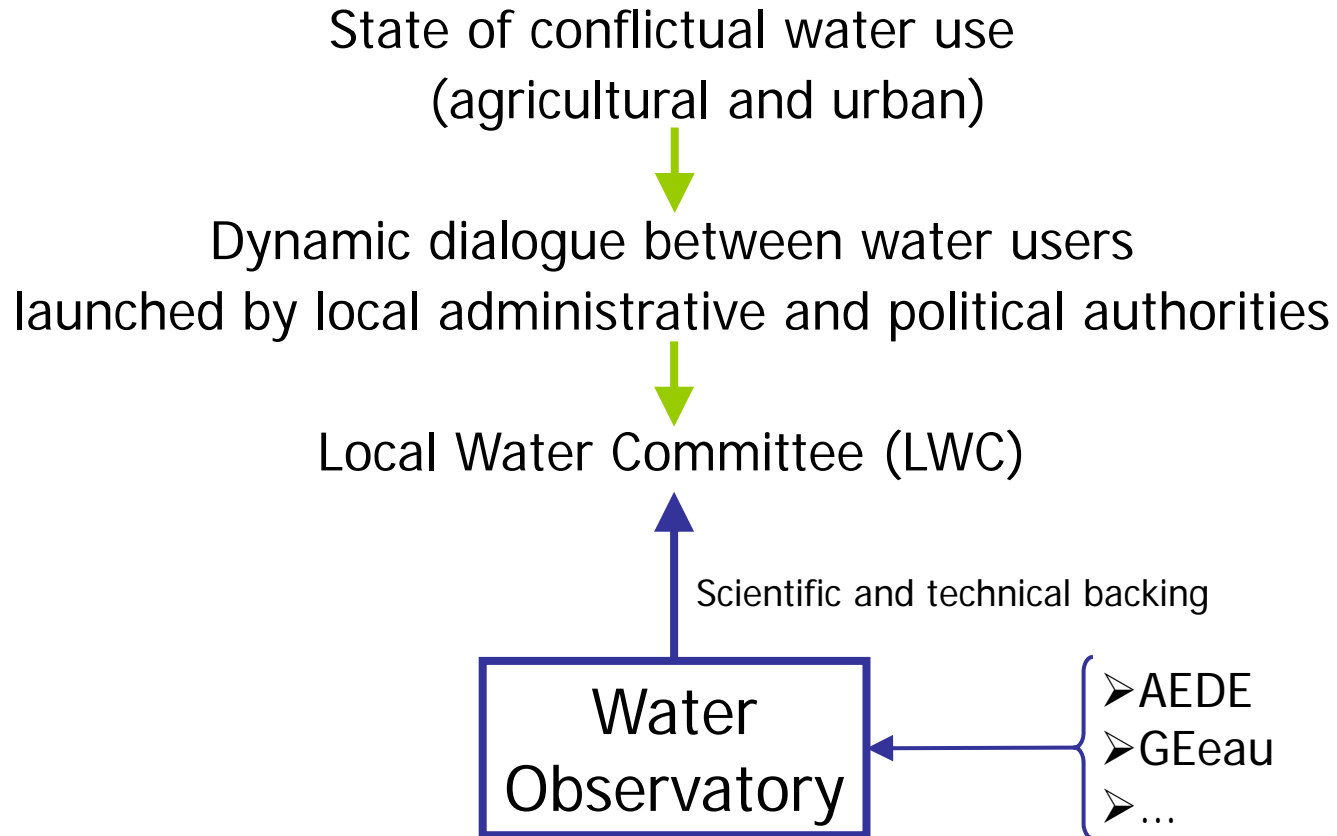 State of conflictual water use
(agricultural and urban)
Dynamic dialogue between water users
launched by local administrative and political authorities
Local Water Committee (LWC)
Scientific and technical backing
Water
Observatory
➢AEDE
➢GEeau
➢...